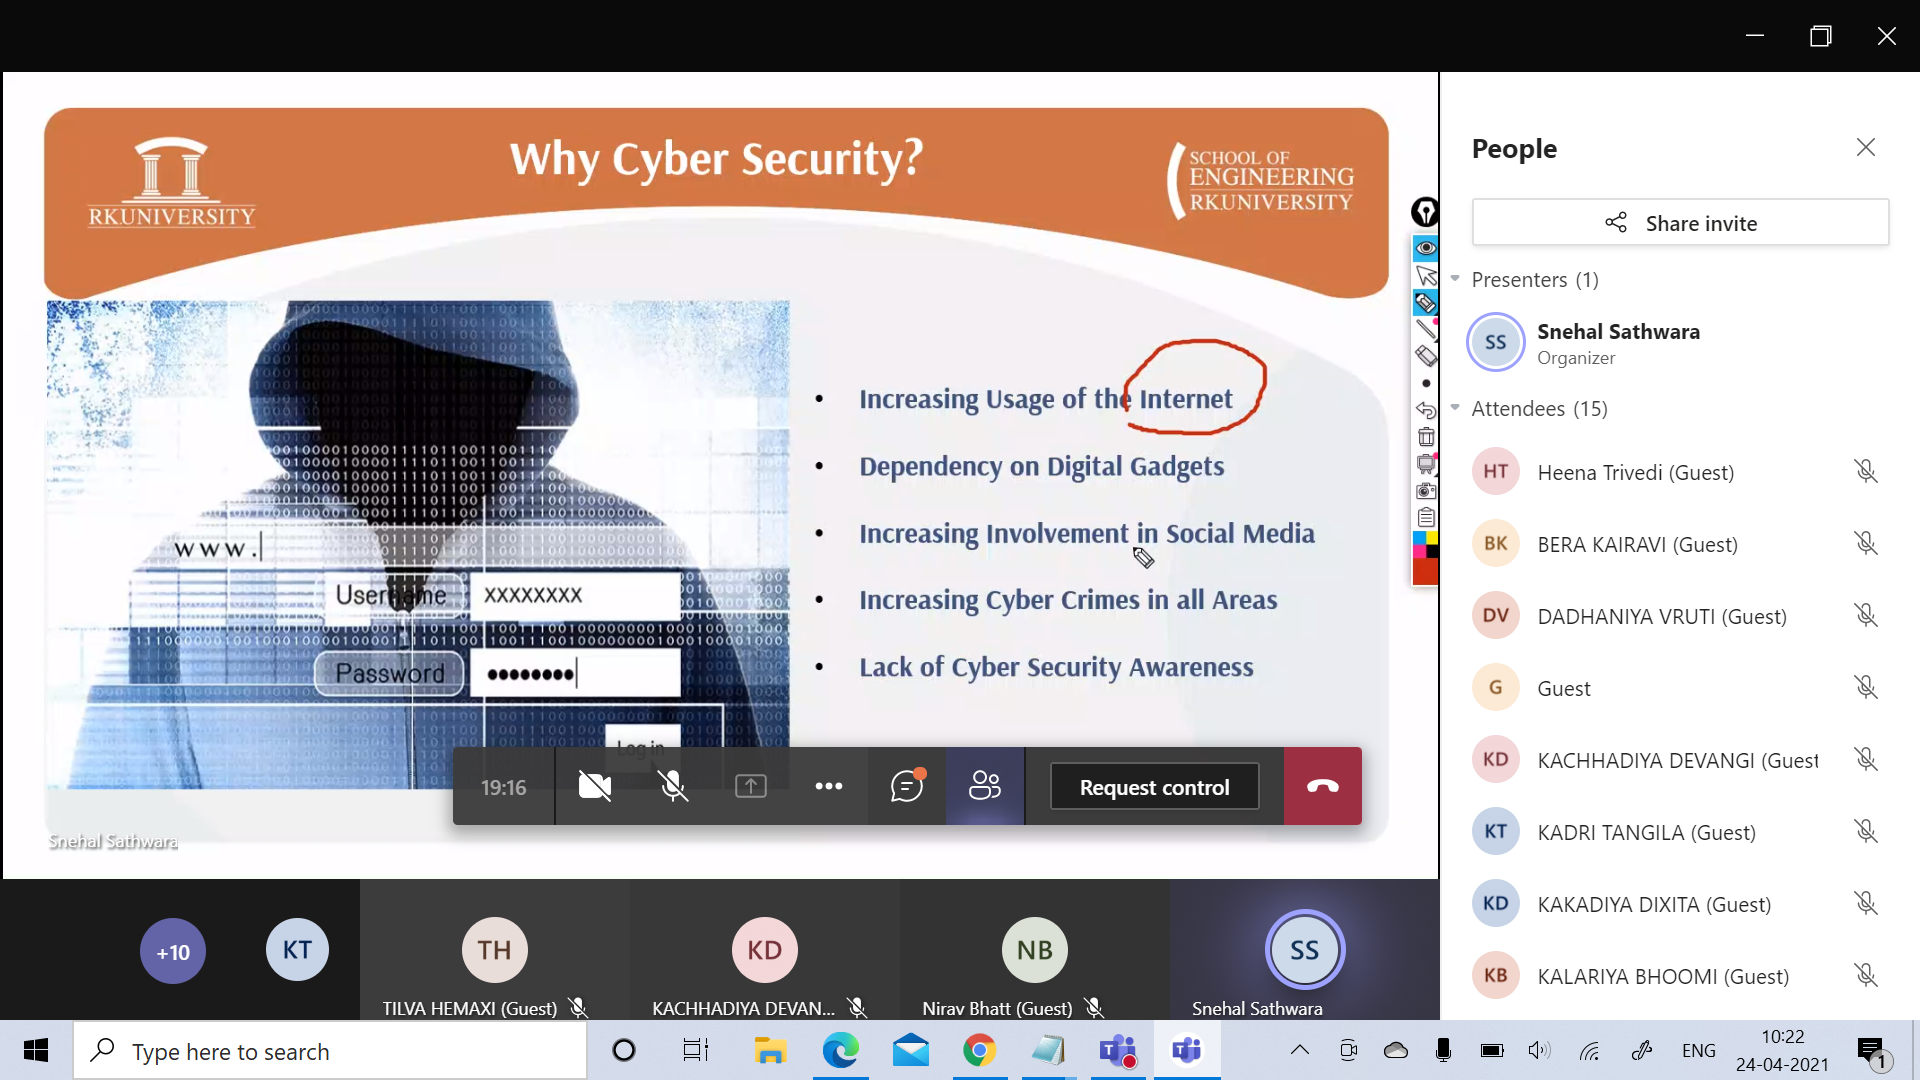 Why Cyber Security?
RKUNIVERSITY
SCHOOL OF
ENGINEERING
RKUNIVERSITY
www.
Username
xxxxxxxx
Password
Log in
• Increasing Usage of the Internet
• Dependency on Digital Gadgets
• Increasing Involvement in Social Media
• Increasing Cyber Crimes in all Areas
• Lack of Cyber Security Awareness
19:16
Request control
Snehal Sathwara
+10
KT
TH
TILVA HEMAXI (Guest)
KD
KACHHADIYA DEVAN...
NB
Nirav Bhatt (Guest)
SS
Snehal Sathwara
People
Share invite
Presenters (1)
SS
Snehal Sathwara
Organizer
Attendees (15)
HT
Heena Trivedi (Guest)
BK
BERA KAIRAVI (Guest)
DV
DADHANIYA VRUTI (Guest)
G
Guest
KD
KACHHADIYA DEVANGI (Guest
KT
KADRI TANGILA (Guest)
KD
KAKADIYA DIXITA (Guest)
KB
KALARIYA BHOOMI (Guest)
Type here to search
ENG
10:22
24-04-2021
1